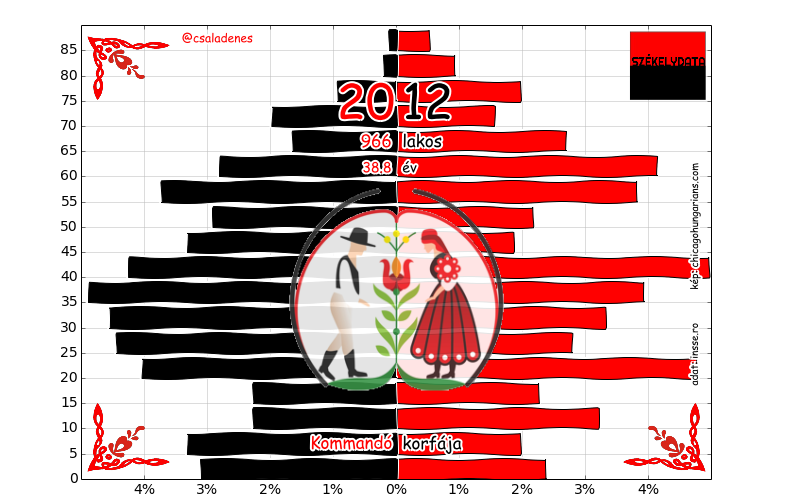 @csaladenes
SZÉKELYDATA
2012
966 lakos
38.8 év
kép: chicagohungarians.com
adat: insse.ro
Kommandó korfája
85
80
75
70
65
60
55
50
45
40
35
30
25
20
15
10
5
0
4% 3% 2% 1% 0% 1% 2% 3% 4%